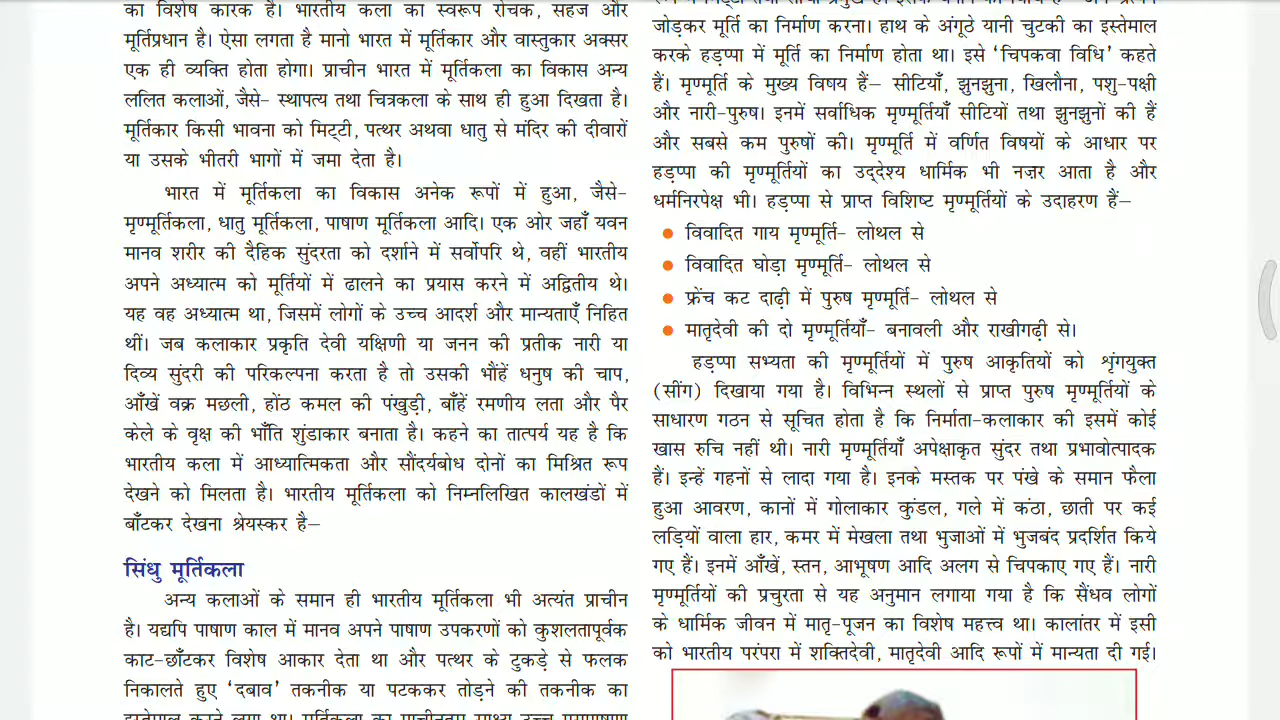 का विशेष कारक है। भारतीय कला का स्वरूप रोचक, सहज और
मूर्तिप्रधान है। ऐसा लगता है मानो भारत में मूर्तिकार और वास्तुकार अक्सर
एक ही व्यक्ति होता होगा। प्राचीन भारत में मूर्तिकला का विकास अन्य
ललित कलाओं, जैसे– स्थापत्य तथा चित्रकला के साथ ही हुआ दिखता है।
मूर्तिकार किसी भावना को मिट्टी, पत्थर अथवा धातु से मंदिर की दीवारों
या उसके भीतरी भागों में जमा देता है।
भारत में मूर्तिकला का विकास अनेक रूपों में हुआ, जैसे–
मृण्मूर्तिकला, धातु मूर्तिकला, पाषाण मूर्तिकला आदि। एक ओर जहाँ यवन
मानव शरीर की दैहिक सुंदरता को दर्शाने में सर्वोपरि थे, वहीं भारतीय
अपने अध्यात्म को मूर्तियों में ढालने का प्रयास करने में अद्वितीय थे।
यह वह अध्यात्म था, जिसमें लोगों के उच्च आदर्श और मान्यताएँ निहित
थीं। जब कलाकार प्रकृति देवी यक्षिणी या जनन की प्रतीक नारी या
दिव्य सुंदरी की परिकल्पना करता है तो उसकी भौंहें धनुष की चाप,
आँखें वक्र मछली, होंठ कमल की पंखुड़ी, बाँहें रमणीय लता और पैर
केले के वृक्ष की भाँति शुंडाकार बनाता है। कहने का तात्पर्य यह है कि
भारतीय कला में आध्यात्मिकता और सौंदर्यबोध दोनों का मिश्रित रूप
देखने को मिलता है। भारतीय मूर्तिकला को निम्नलिखित कालखंडों में
बाँटकर देखना श्रेयस्कर है–
सिंधु मूर्तिकला
अन्य कलाओं के समान ही भारतीय मूर्तिकला भी अत्यंत प्राचीन
है। यद्यपि पाषाण काल में मानव अपने पाषाण उपकरणों को कुशलतापूर्वक
काट-छाँटकर विशेष आकार देता था और पत्थर के टुकड़े से फलक
निकालते हुए ‘दबाव’ तकनीक या पटककर तोड़ने की तकनीक का
जोड़कर मूर्ति का निर्माण करना। हाथ के अंगूठे यानी चुटकी का इस्तेमाल
करके हड़प्पा में मूर्ति का निर्माण होता था। इसे ‘चिपकवा विधि’ कहते
हैं। मृण्मूर्ति के मुख्य विषय हैं– सीटियाँ, झुनझुना, खिलौना, पशु-पक्षी
और नारी-पुरुष। इनमें सर्वाधिक मृण्मूर्तियाँ सीटियों तथा झुनझुनों की हैं
और सबसे कम पुरुषों की। मृण्मूर्ति में वर्णित विषयों के आधार पर
हड़प्पा की मृण्मूर्तियों का उद्देश्य धार्मिक भी नज़र आता है और
धर्मनिरपेक्ष भी। हड़प्पा से प्राप्त विशिष्ट मृण्मूर्तियों के उदाहरण हैं–
● विवादित गाय मृण्मूर्ति– लोथल से
● विवादित घोड़ा मृण्मूर्ति– लोथल से
● फ्रेंच कट दाढ़ी में पुरुष मृण्मूर्ति– लोथल से
● मातृदेवी की दो मृण्मूर्तियाँ– बनावली और राखीगढ़ी से।
हड़प्पा सभ्यता की मृण्मूर्तियों में पुरुष आकृतियों को शृंगयुक्त
(सींग) दिखाया गया है। विभिन्न स्थलों से प्राप्त पुरुष मृण्मूर्तियों के
साधारण गठन से सूचित होता है कि निर्माता-कलाकार की इसमें कोई
खास रुचि नहीं थी। नारी मृण्मूर्तियाँ अपेक्षाकृत सुंदर तथा प्रभावोत्पादक
हैं। इन्हें गहनों से लादा गया है। इनके मस्तक पर पंखे के समान फैला
हुआ आवरण, कानों में गोलाकार कुंडल, गले में कंठा, छाती पर कई
लड़ियों वाला हार, कमर में मेखला तथा भुजाओं में भुजबंद प्रदर्शित किये
गए हैं। इनमें आँखें, स्तन, आभूषण आदि अलग से चिपकाए गए हैं। नारी
मृण्मूर्तियों की प्रचुरता से यह अनुमान लगाया गया है कि सैंधव लोगों
के धार्मिक जीवन में मातृ-पूजन का विशेष महत्त्व था। कालांतर में इसी
को भारतीय परंपरा में शक्तिदेवी, मातृदेवी आदि रूपों में मान्यता दी गई।